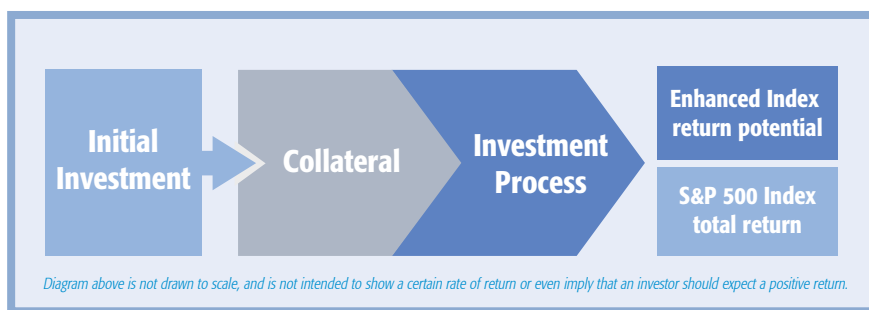 Initial
Investment
Collateral
Investment
Process
Enhanced Index
return potential
S&P 500 Index
total return
Diagram above is not drawn to scale, and is not intended to show a certain rate of return or even imply that an investor should expect a positive return.